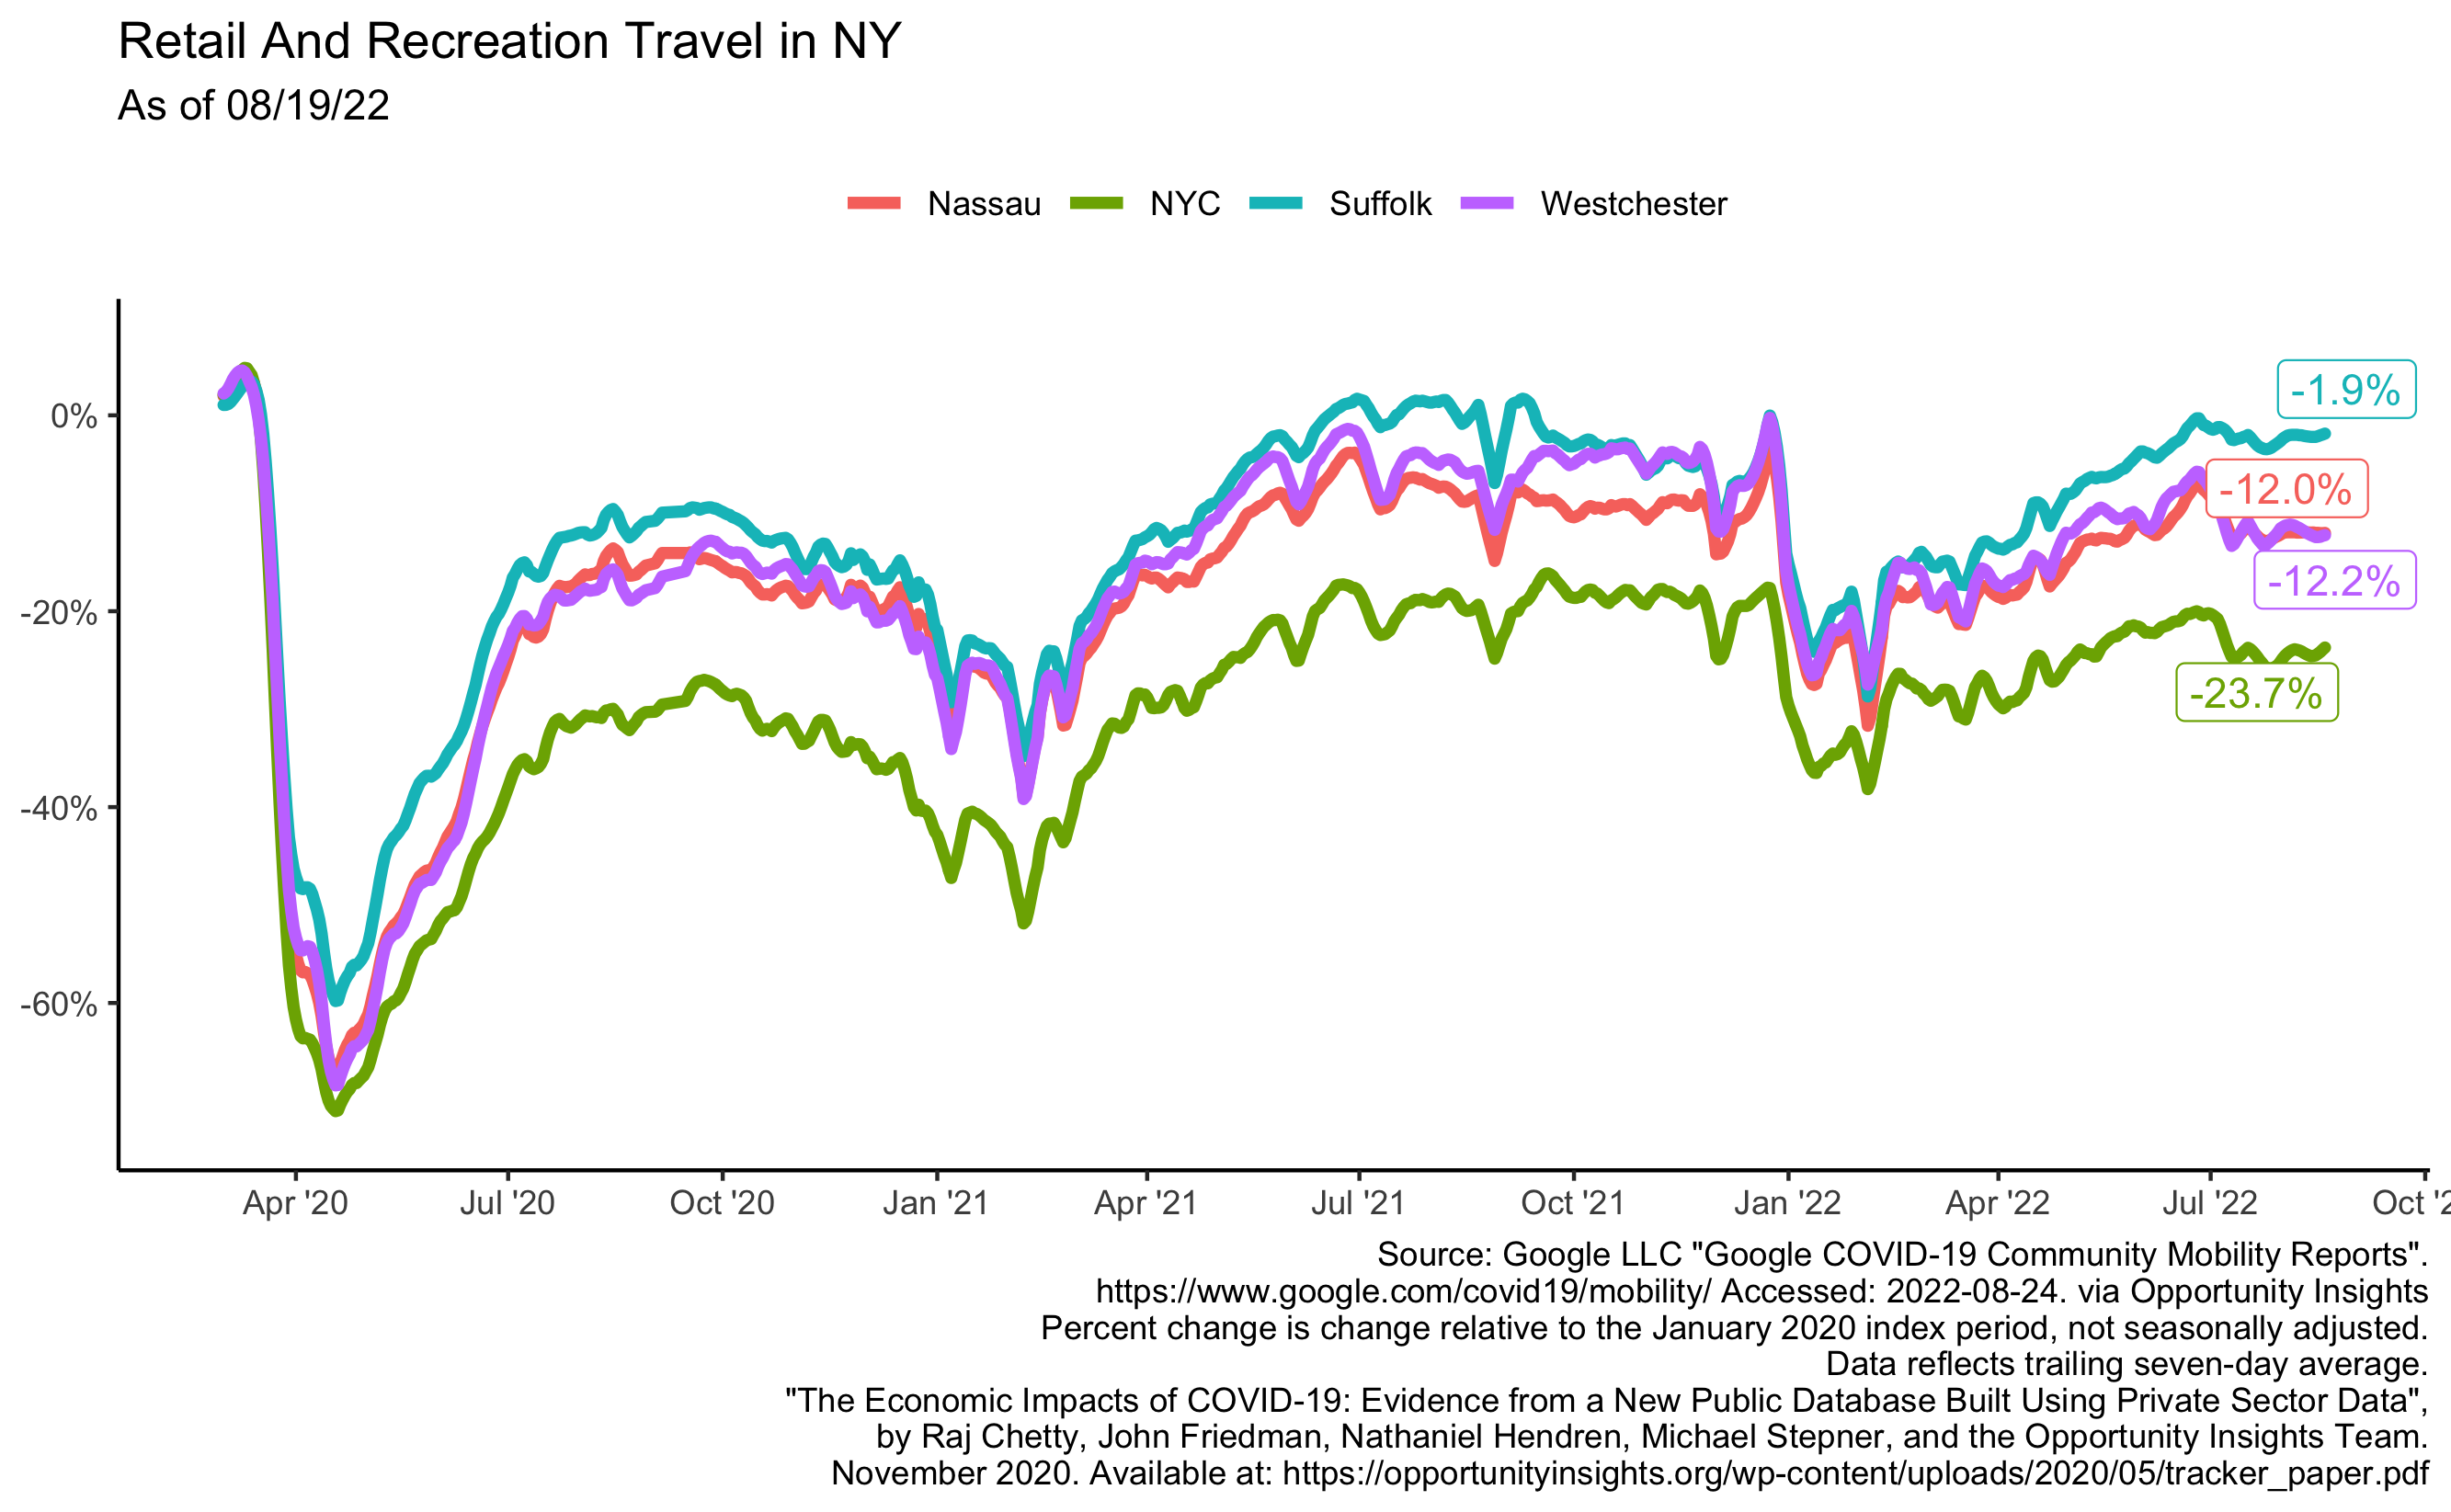 Retail And Recreation Travel in NY
As of 08/19/22
Nassau NYC Suffolk Westchester
0%
-20%
-40%
-60%
-1.9%
-12.0%
-12.2%
-23.7%
Apr '20 Jul '20 Oct '20 Jan '21 Apr '21 Jul '21 Oct '21 Jan '22 Apr '22 Jul '22 Oct '2
Source: Google LLC "Google COVID-19 Community Mobility Reports".
https://www.google.com/covid19/mobility/ Accessed: 2022-08-24. via Opportunity Insights
Percent change is change relative to the January 2020 index period, not seasonally adjusted.
Data reflects trailing seven-day average.
"The Economic Impacts of COVID-19: Evidence from a New Public Database Built Using Private Sector Data",
by Raj Chetty, John Friedman, Nathaniel Hendren, Michael Stepner, and the Opportunity Insights Team.
November 2020. Available at: https://opportunityinsights.org/wp-content/uploads/2020/05/tracker_paper.pdf